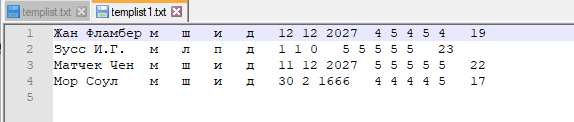 templist.txt templist1.txt
1 Жан Фламбер м ш и д 12 12 2027 4 5 4 5 4 19
2 Зусс И.Г. м л п д 1 1 0 5 5 5 5 5 23
3 Матчек Чен м ш и д 11 12 2027 5 5 5 5 5 22
4 Мор Соул м ш и д 30 2 1666 4 4 4 4 5 17
5